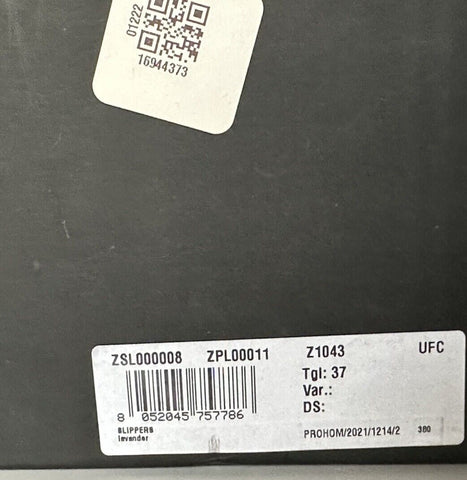 01222
16944373
ZSL000008 ZPL00011 Z1043 UFC
Tgl: 37
Var.:
DS:
8 052045 757786
SLIPPERS
lavender
PROHOM/2021/1214/2 380